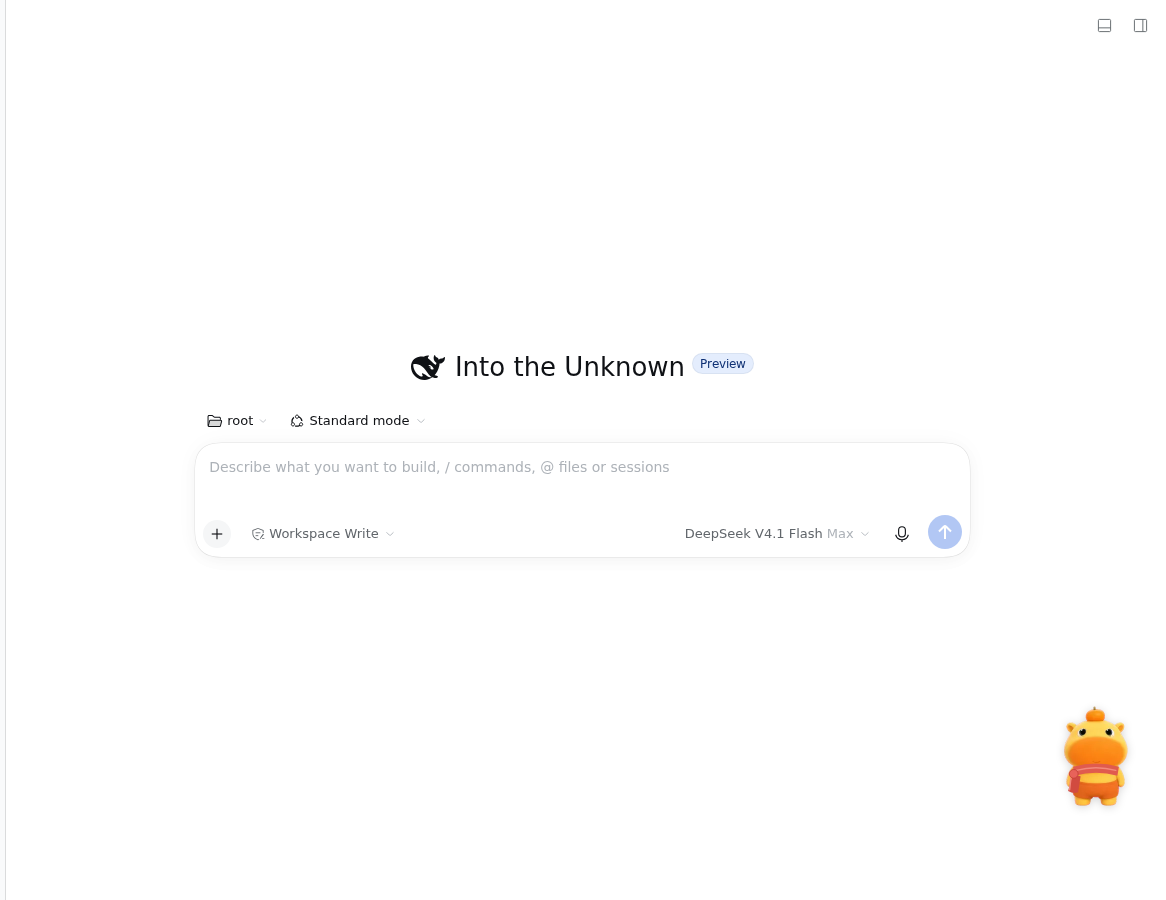 Into the Unknown Preview
root Standard mode
Describe what you want to build, / commands, @ files or sessions
Workspace Write DeepSeek V4.1 Flash Max